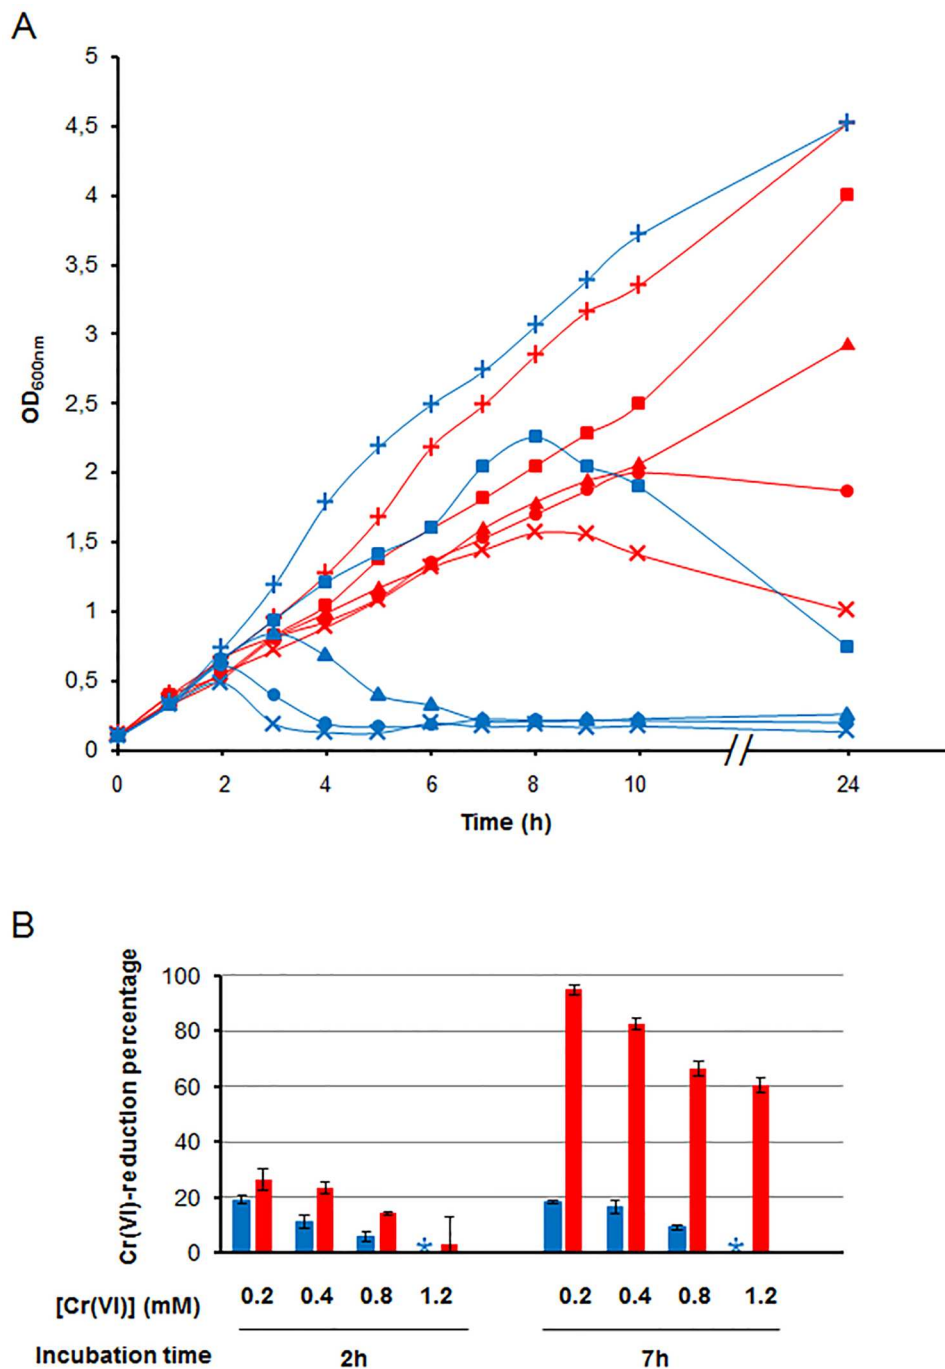 A
5
4,5
4
3,5
3
2,5
2
1,5
1
0,5
0
OD600nm
0 2 4 6 8 10 24
Time (h)
B
Cr(VI)-reduction percentage
100
80
60
40
20
0
* *
[Cr(VI)] (mM) 0.2 0.4 0.8 1.2 0.2 0.4 0.8 1.2
Incubation time 2h 7h